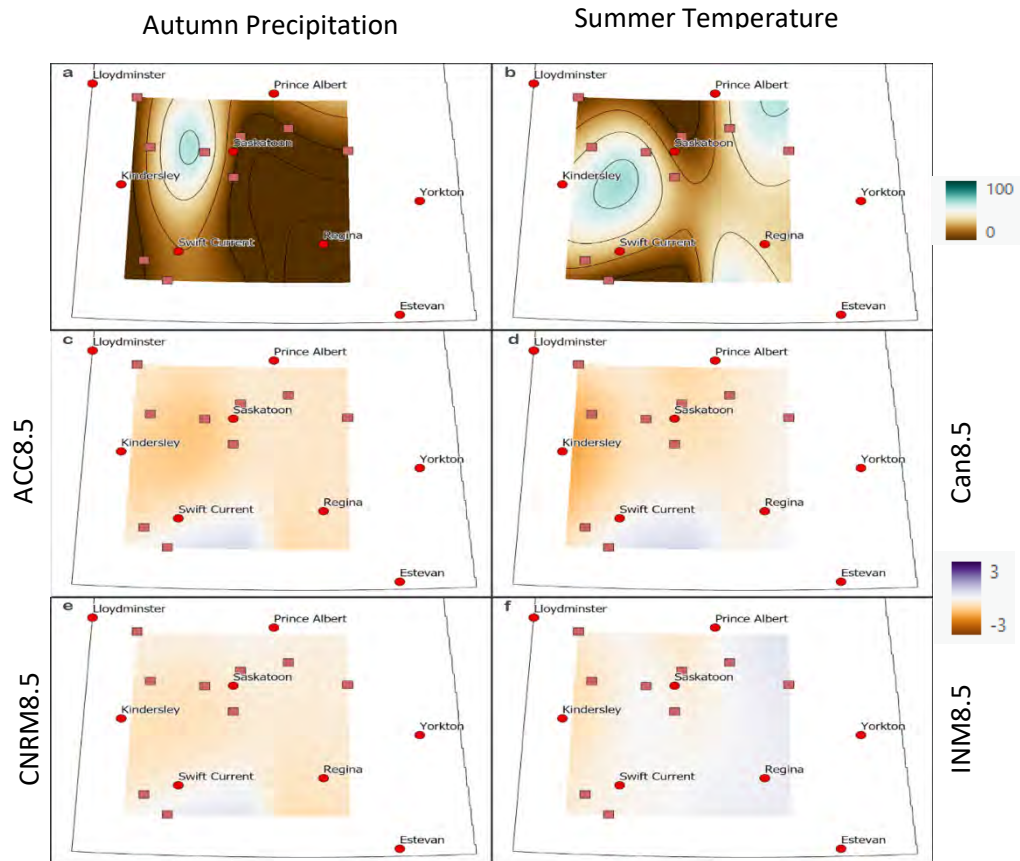 Autumn Precipitation
Summer Temperature
a
Lloydminster
Prince Albert
Saskatoon
Kindersley
Yorkton
Swift Current
Regina
Estevan
b
Lloydminster
Prince Albert
Saskatoon
Kindersley
Yorkton
Swift Current
Regina
Estevan
100
0
ACC8.5
c
Lloydminster
Prince Albert
Saskatoon
Kindersley
Yorkton
Swift Current
Regina
Estevan
d
Lloydminster
Prince Albert
Saskatoon
Kindersley
Yorkton
Swift Current
Regina
Estevan
Can8.5
3
-3
CNRM8.5
e
Lloydminster
Prince Albert
Saskatoon
Kindersley
Yorkton
Swift Current
Regina
Estevan
f
Lloydminster
Prince Albert
Saskatoon
Kindersley
Yorkton
Swift Current
Regina
Estevan
INM8.5